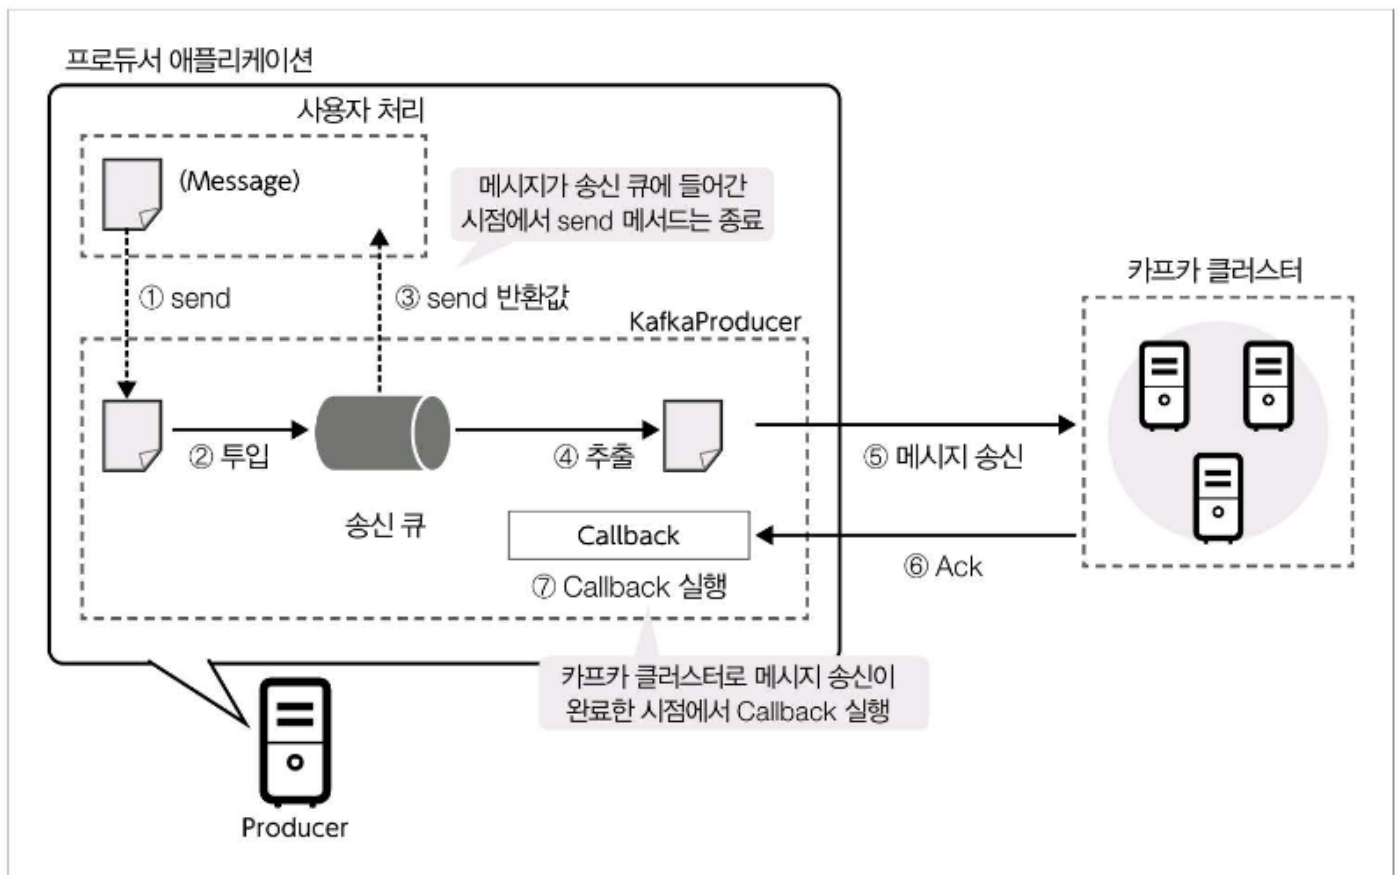 프로듀서 애플리케이션
사용자 처리
(Message)
메시지가 송신 큐에 들어간
시점에서 send 메서드는 종료
① send
③ send 반환값
KafkaProducer
카프카 클러스터
② 투입
④ 추출
⑤ 메시지 송신
송신 큐
Callback
⑥ Ack
⑦ Callback 실행
카프카 클러스터로 메시지 송신이
완료한 시점에서 Callback 실행
Producer